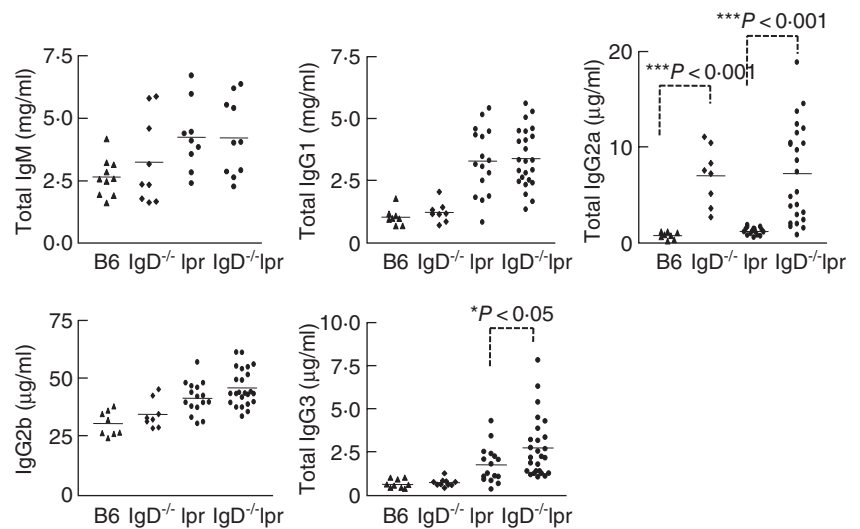 Total IgM (mg/ml)
7·5
5·0
2·5
0·0
B6 IgD-/- lpr IgD-/-lpr
Total IgG1 (mg/ml)
7·5
5·0
2·5
0
B6 IgD-/- lpr IgD-/-lpr
Total IgG2a (µg/ml)
20
10
0
***P < 0·001
***P < 0·001
B6 IgD-/- lpr IgD-/-lpr
IgG2b (µg/ml)
75
50
25
0
B6 IgD-/- lpr IgD-/-lpr
Total IgG3 (µg/ml)
10·0
7·5
5·0
2·5
0
*P < 0·05
B6 IgD-/- lpr IgD-/-lpr